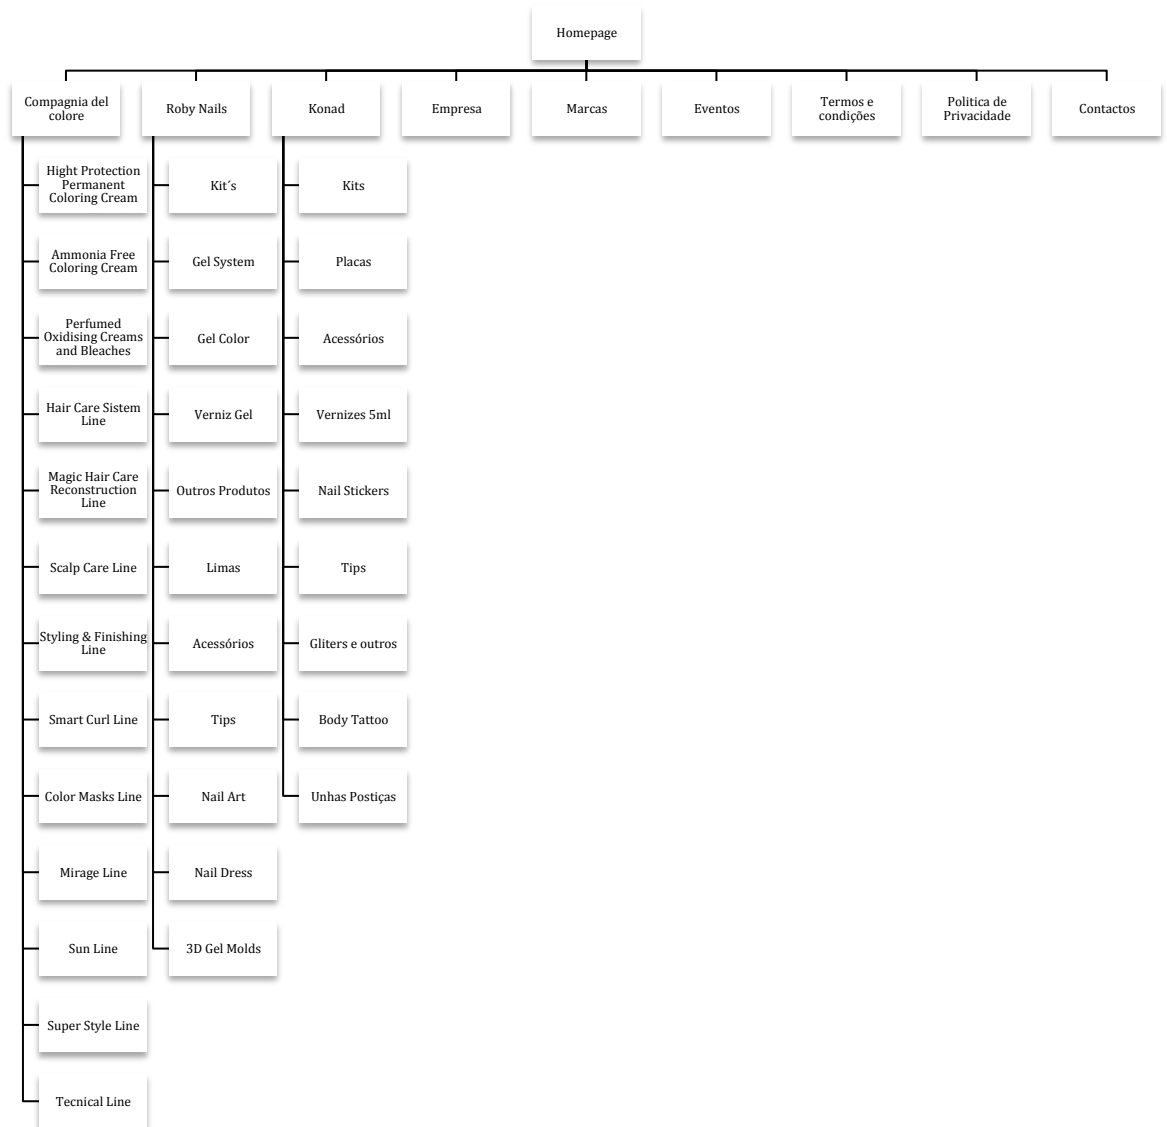 Homepage
Compagnia del
colore
Roby Nails
Konad
Empresa
Marcas
Eventos
Termos e
condições
Politica de
Privacidade
Contactos
Hight Protection
Permanent
Coloring Cream
Ammonia Free
Coloring Cream
Perfumed
Oxidising Creams
and Bleaches
Hair Care Sistem
Line
Magic Hair Care
Reconstruction
Line
Scalp Care Line
Styling & Finishing
Line
Smart Curl Line
Color Masks Line
Mirage Line
Sun Line
Super Style Line
Tecnical Line
Kit´s
Gel System
Gel Color
Verniz Gel
Outros Produtos
Limas
Acessórios
Tips
Nail Art
Nail Dress
3D Gel Molds
Kits
Placas
Acessórios
Vernizes 5ml
Nail Stickers
Tips
Gliters e outros
Body Tattoo
Unhas Postiças